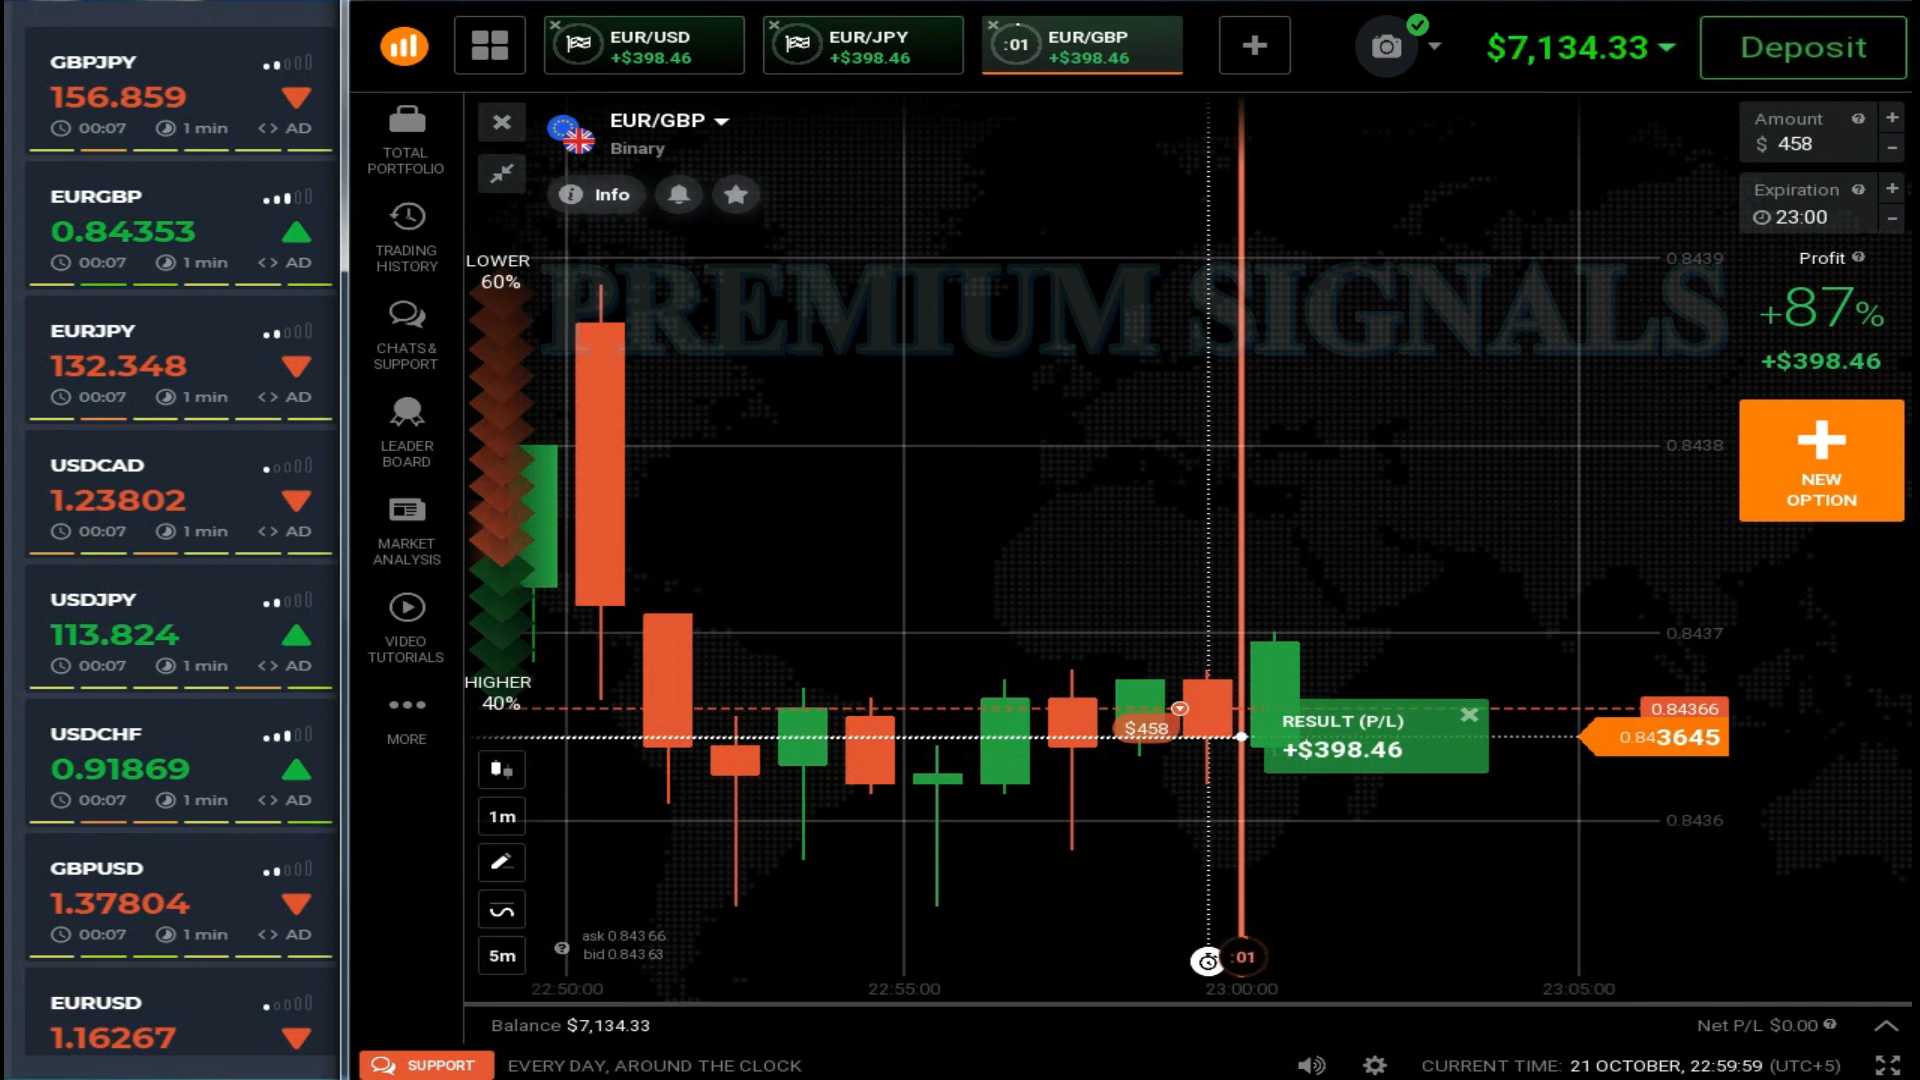 GBPJPY
156.859
00:07 1 min <> AD
EURGBP
0.84353
00:07 1 min <> AD
EURJPY
132.348
00:07 1 min <> AD
USDCAD
1.23802
00:07 1 min <> AD
USDJPY
113.824
00:07 1 min <> AD
USDCHF
0.91869
00:07 1 min <> AD
GBPUSD
1.37804
00:07 1 min <> AD
EURUSD
1.16267
EUR/USD
+$398.46
EUR/JPY
+$398.46
:01
EUR/GBP
+$398.46
$7,134.33
Deposit
TOTAL
PORTFOLIO
TRADING
HISTORY
CHATS &
SUPPORT
LEADER
BOARD
MARKET
ANALYSIS
VIDEO
TUTORIALS
MORE
EUR/GBP
Binary
Info
LOWER
60%
PREMIUM SIGNALS
HIGHER
40%
1m
5m
ask 0.84366
bid 0.84363
$458
RESULT (P/L)
+$398.46
:01
0.8439
0.8438
0.8437
0.84366
0.843645
0.8436
22:50:00
22:55:00
23:00:00
23:05:00
Amount
$ 458
Expiration
23:00
Profit
+87%
+$398.46
NEW
OPTION
Balance $7,134.33
Net P/L $0.00
SUPPORT
EVERY DAY, AROUND THE CLOCK
CURRENT TIME: 21 OCTOBER, 22:59:59 (UTC+5)